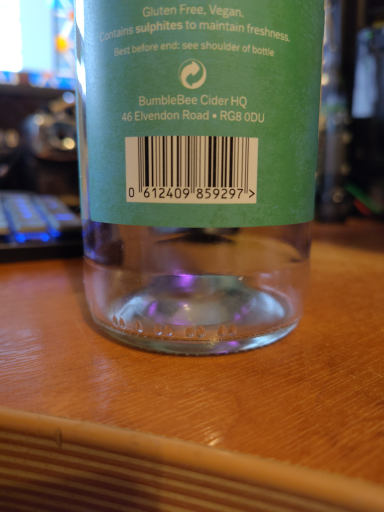 Gluten Free, Vegan.
Contains sulphites to maintain freshness.
Best before end: see shoulder of bottle
BumbleBee Cider HQ
46 Elvendon Road • RG8 0DU
0 612409 859297 >